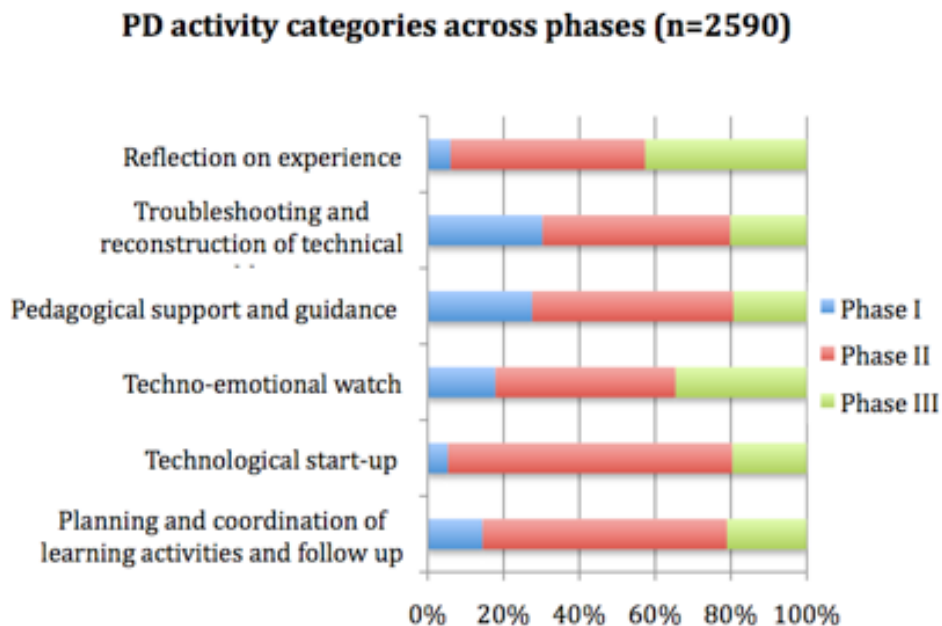 PD activity categories across phases (n=2590)
Reflection on experience
Troubleshooting and
reconstruction of technical
Pedagogical support and guidance
Techno-emotional watch
Technological start-up
Planning and coordination of
learning activities and follow up
Phase I
Phase II
Phase III
0% 20% 40% 60% 80% 100%